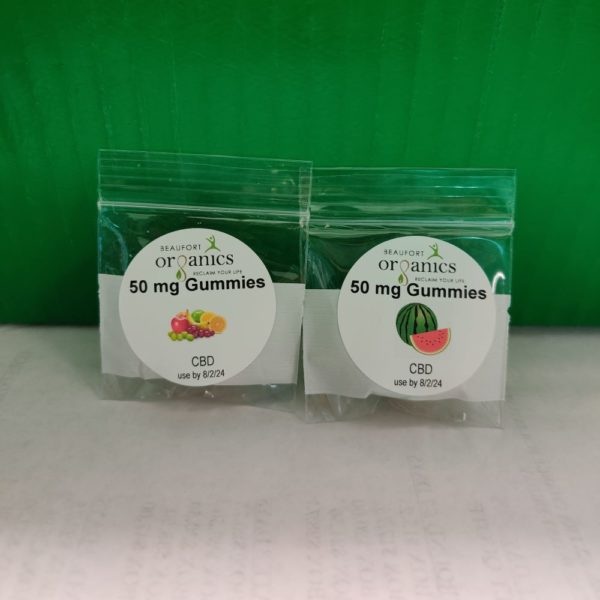 BEAUFORT
organics
RECLAIM YOUR LIFE
50 mg Gummies
CBD
use by 8/2/24
BEAUFORT
organics
RECLAIM YOUR LIFE
50 mg Gummies
CBD
use by 8/2/24